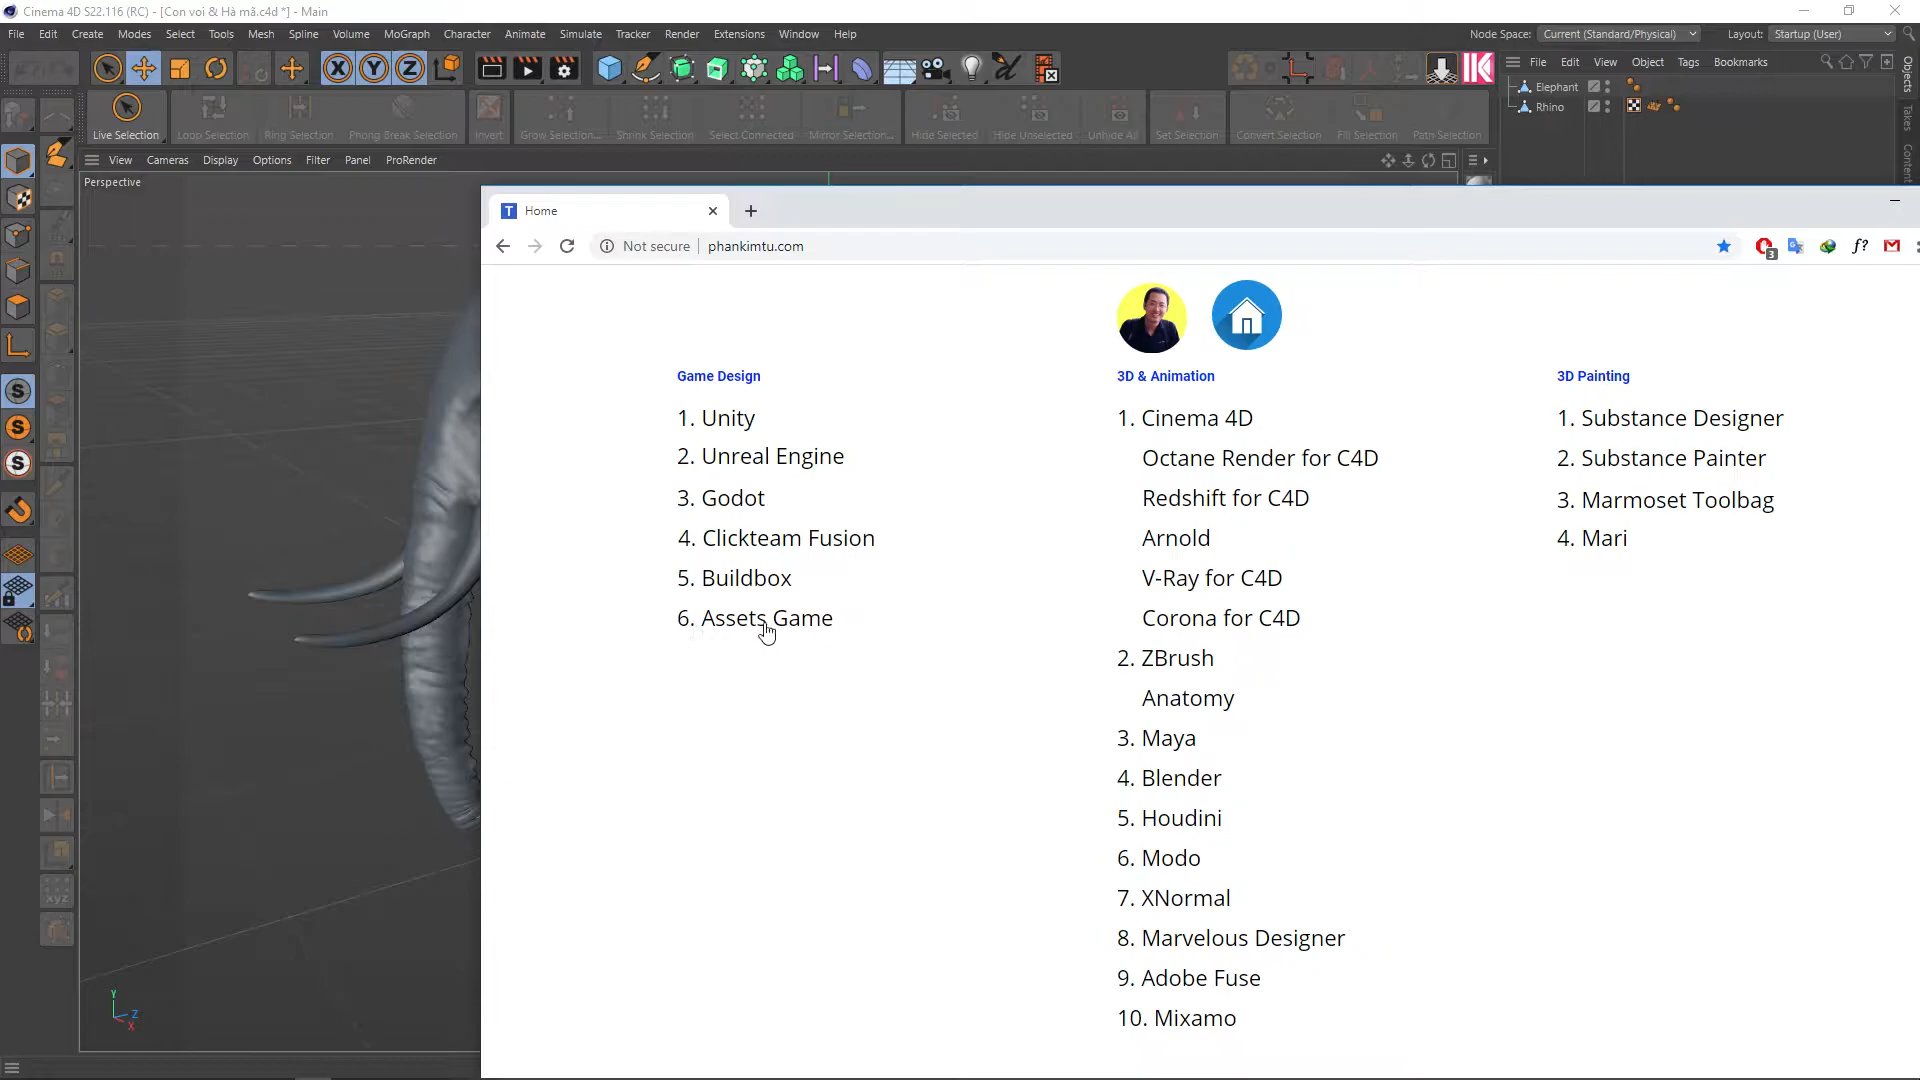 Cinema 4D S22.116 (RC) - [Con voi & Hà mã.c4d *] - Main
File Edit Create Modes Select Tools Mesh Spline Volume MoGraph Character Animate Simulate Tracker Render Extensions Window Help
Node Space: Current (Standard/Physical) Layout: Startup (User)
File Edit View Object Tags Bookmarks
Elephant
Rhino
Objects
Takes
Content
Live Selection Loop Selection Ring Selection Phong Break Selection Invert Grow Selection... Shrink Selection Select Connected Mirror Selection... Hide Selected Hide Unselected Unhide All Set Selection Convert Selection Fill Selection Path Selection
View Cameras Display Options Filter Panel ProRender
Perspective
T Home
Not secure phankimtu.com
3
f?
Game Design
1. Unity
2. Unreal Engine
3. Godot
4. Clickteam Fusion
5. Buildbox
6. Assets Game
3D & Animation
1. Cinema 4D
Octane Render for C4D
Redshift for C4D
Arnold
V-Ray for C4D
Corona for C4D
2. ZBrush
Anatomy
3. Maya
4. Blender
5. Houdini
6. Modo
7. XNormal
8. Marvelous Designer
9. Adobe Fuse
10. Mixamo
3D Painting
1. Substance Designer
2. Substance Painter
3. Marmoset Toolbag
4. Mari
Y
Z
X